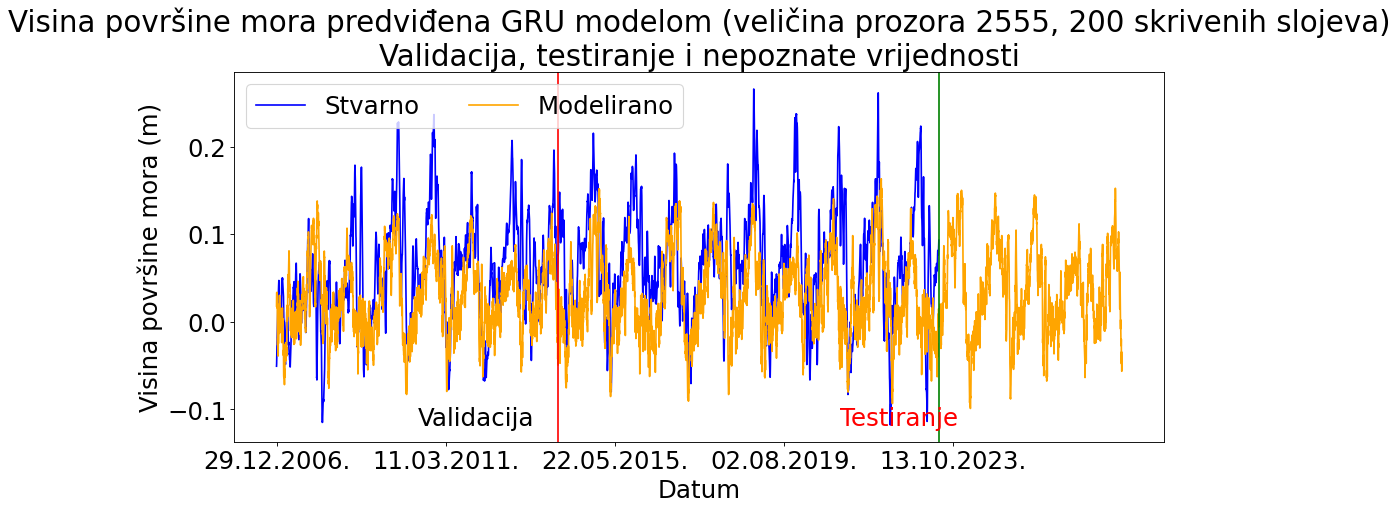 Visina površine mora predviđena GRU modelom (veličina prozora 2555, 200 skrivenih slojeva)
Validacija, testiranje i nepoznate vrijednosti
Stvarno
Modelirano
Visina površine mora (m)
0.2
0.1
0.0
−0.1
Validacija
Testiranje
29.12.2006.
11.03.2011.
22.05.2015.
02.08.2019.
13.10.2023.
Datum